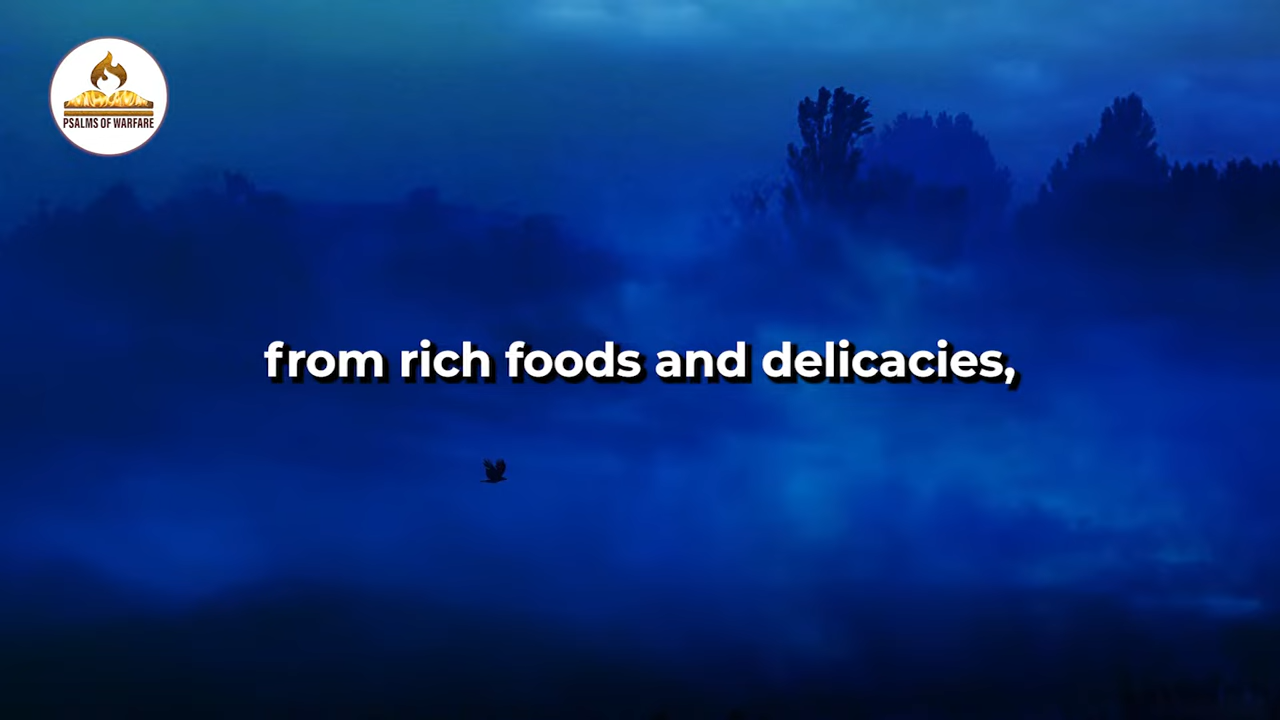 PSALMS OF WARFARE
from rich foods and delicacies,